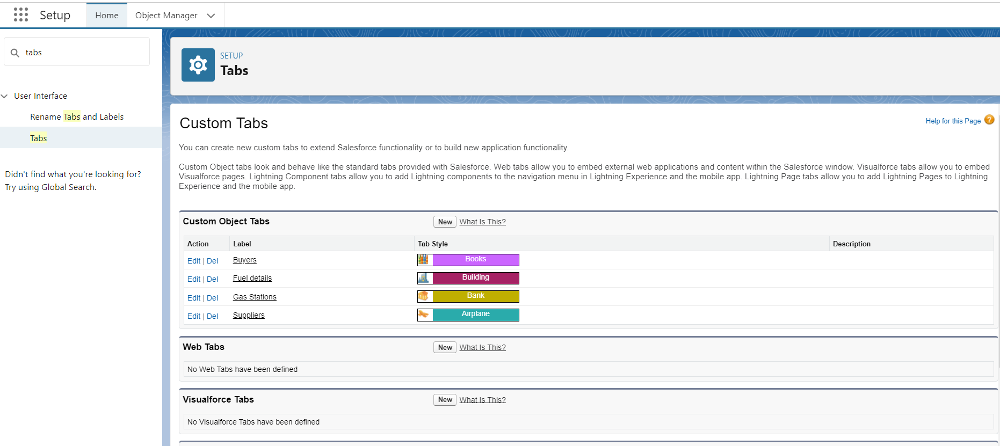 Setup
Home
Object Manager
tabs
User Interface
Rename Tabs and Labels
Tabs
Didn't find what you're looking for?
Try using Global Search.
SETUP
Tabs
Custom Tabs
Help for this Page ?
You can create new custom tabs to extend Salesforce functionality or to build new application functionality.
Custom Object tabs look and behave like the standard tabs provided with Salesforce. Web tabs allow you to embed external web applications and content within the Salesforce window. Visualforce tabs allow you to embed
Visualforce pages. Lightning Component tabs allow you to add Lightning components to the navigation menu in Lightning Experience and the mobile app. Lightning Page tabs allow you to add Lightning Pages to Lightning
Experience and the mobile app.
Custom Object Tabs New What Is This?
Action Label Tab Style Description
Edit | Del Buyers Books
Edit | Del Fuel details Building
Edit | Del Gas Stations Bank
Edit | Del Suppliers Airplane
Web Tabs New What Is This?
No Web Tabs have been defined
Visualforce Tabs New What Is This?
No Visualforce Tabs have been defined